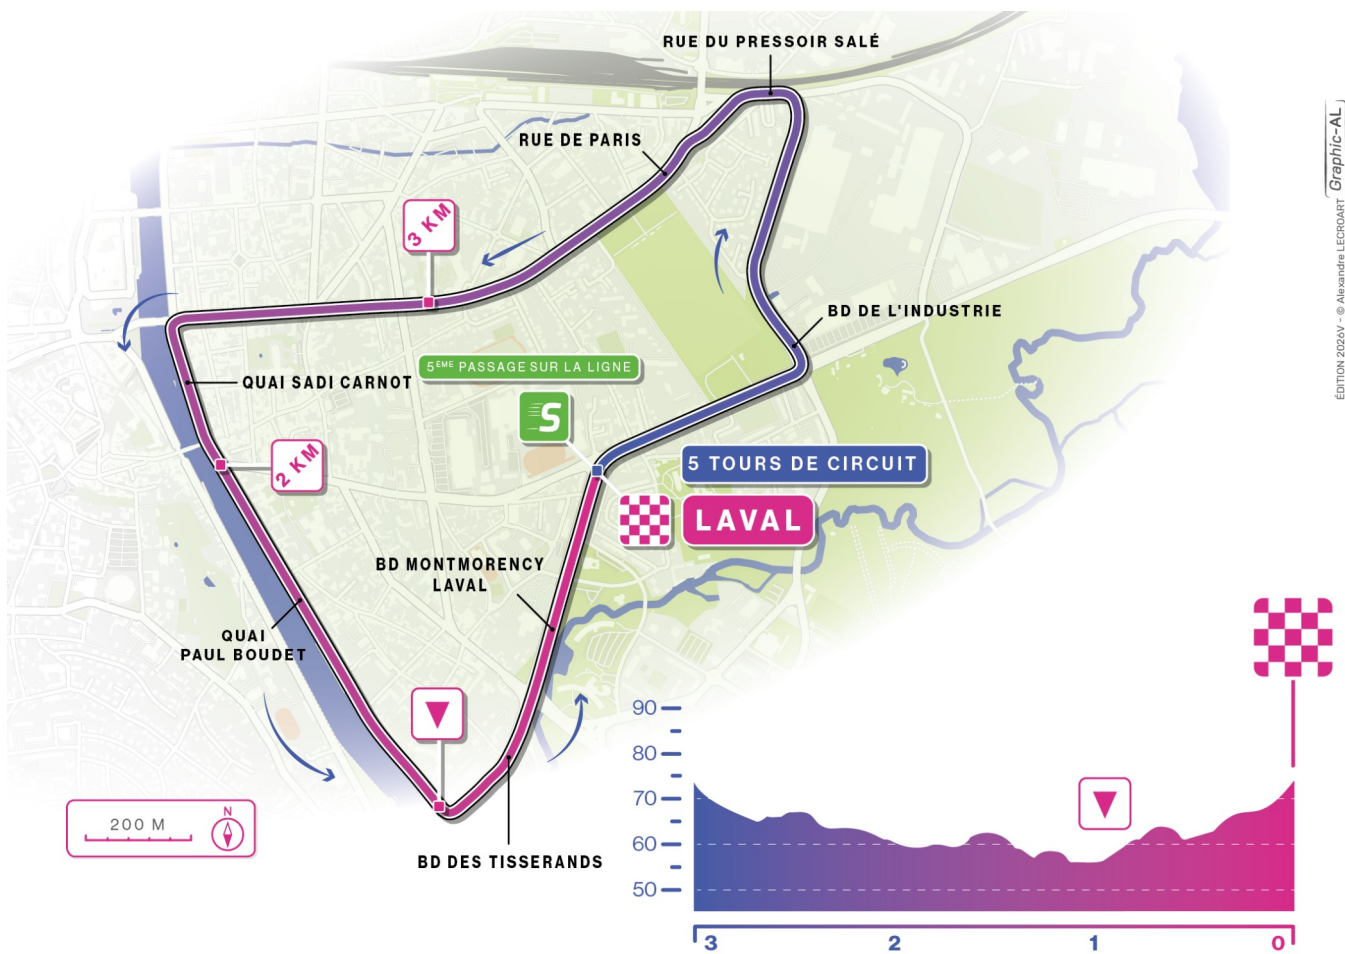 RUE DU PRESSOIR SALÉ
RUE DE PARIS
3 KM
BD DE L'INDUSTRIE
5ÈME PASSAGE SUR LA LIGNE
QUAI SADI CARNOT
S
2 KM
5 TOURS DE CIRCUIT
LAVAL
BD MONTMORENCY
LAVAL
QUAI
PAUL BOUDET
BD DES TISSERANDS
200 M
N
90
80
70
60
50
3
2
1
0
ÉDITION 2026V - © Alexandre LECROART Graphic-AL